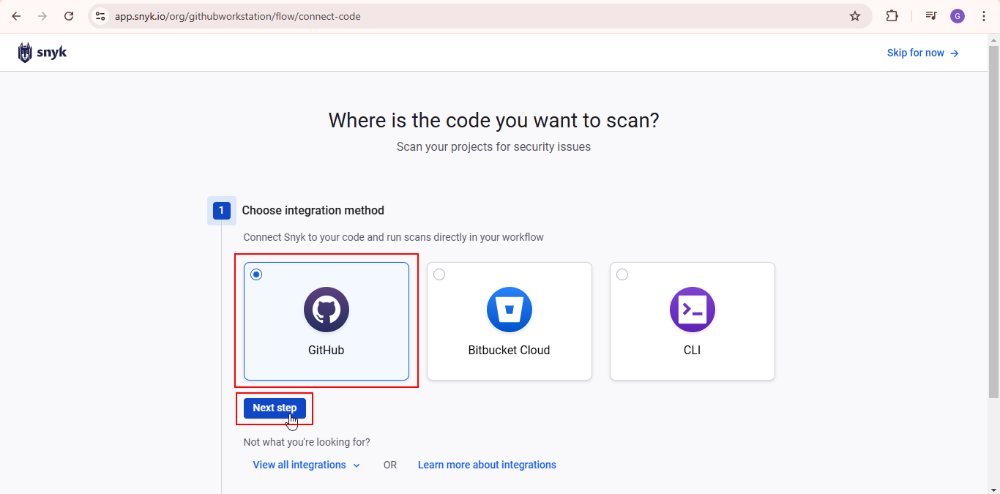 app.snyk.io/org/githubworkstation/flow/connect-code
G
snyk
Skip for now →
Where is the code you want to scan?
Scan your projects for security issues
1 Choose integration method
Connect Snyk to your code and run scans directly in your workflow
GitHub
Bitbucket Cloud
CLI
Next step
Not what you're looking for?
View all integrations OR Learn more about integrations